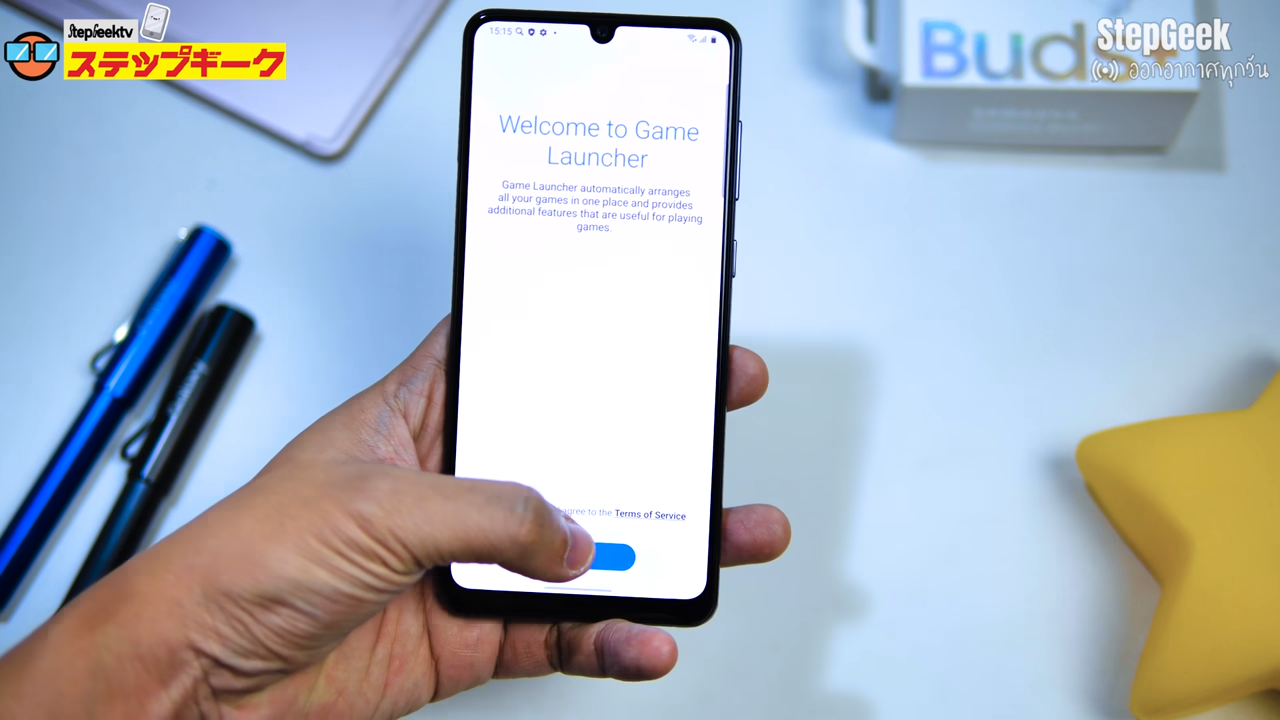 StepGeektv
ステップギーク
StepGeek
ออกอากาศทุกวัน
Buds
SAMSUNG
15:15
Welcome to Game
Launcher
Game Launcher automatically arranges
all your games in one place and provides
additional features that are useful for playing
games.
agree to the Terms of Service